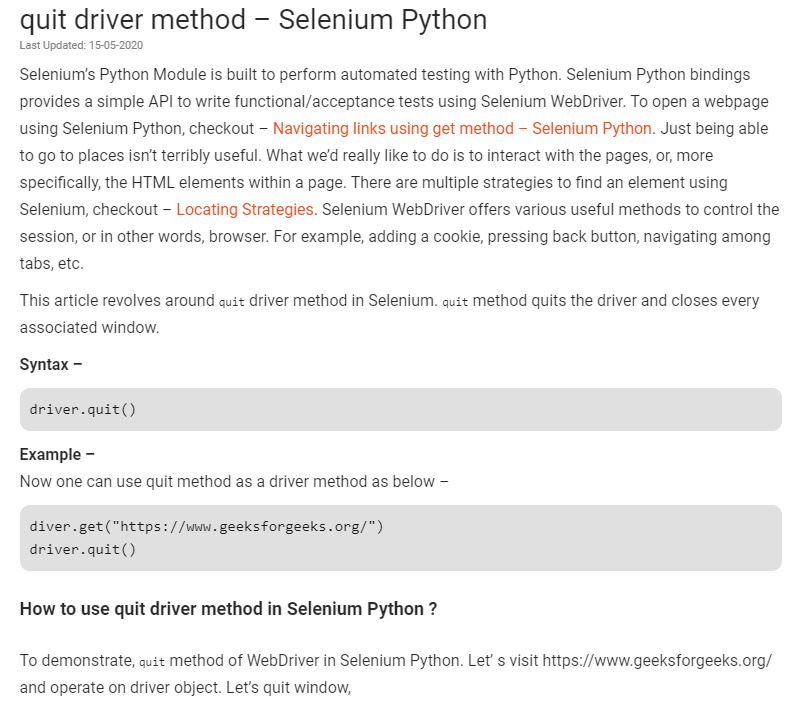 quit driver method – Selenium Python
Last Updated: 15-05-2020
Selenium’s Python Module is built to perform automated testing with Python. Selenium Python bindings
provides a simple API to write functional/acceptance tests using Selenium WebDriver. To open a webpage
using Selenium Python, checkout – Navigating links using get method – Selenium Python. Just being able
to go to places isn’t terribly useful. What we’d really like to do is to interact with the pages, or, more
specifically, the HTML elements within a page. There are multiple strategies to find an element using
Selenium, checkout – Locating Strategies. Selenium WebDriver offers various useful methods to control the
session, or in other words, browser. For example, adding a cookie, pressing back button, navigating among
tabs, etc.
This article revolves around quit driver method in Selenium. quit method quits the driver and closes every
associated window.
Syntax –
driver.quit()
Example –
Now one can use quit method as a driver method as below –
diver.get("https://www.geeksforgeeks.org/")
driver.quit()
How to use quit driver method in Selenium Python ?
To demonstrate, quit method of WebDriver in Selenium Python. Let’ s visit https://www.geeksforgeeks.org/
and operate on driver object. Let’s quit window,